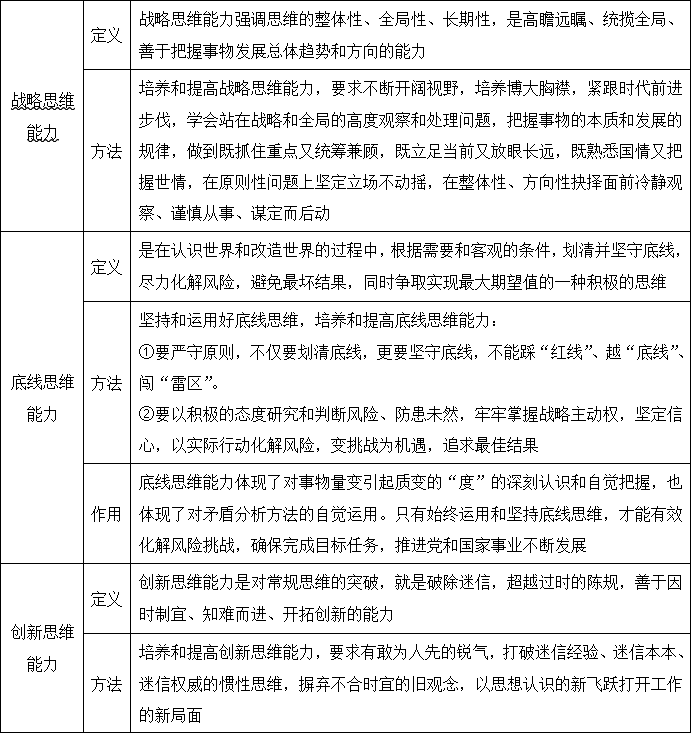 战略思维
能力
定义
战略思维能力强调思维的整体性、全局性、长期性，是高瞻远瞩、统揽全局、
善于把握事物发展总体趋势和方向的能力
方法
培养和提高战略思维能力，要求不断开阔视野，培养博大胸襟，紧跟时代前进
步伐，学会站在战略和全局的高度观察和处理问题，把握事物的本质和发展的
规律，做到既抓住重点又统筹兼顾，既立足当前又放眼长远，既熟悉国情又把
握世情，在原则性问题上坚定立场不动摇，在整体性、方向性抉择面前冷静观
察、谨慎从事、谋定而后动
底线思维
能力
定义
是在认识世界和改造世界的过程中，根据需要和客观的条件，划清并坚守底线，
尽力化解风险，避免最坏结果，同时争取实现最大期望值的一种积极的思维
方法
坚持和运用好底线思维，培养和提高底线思维能力：
①要严守原则，不仅要划清底线，更要坚守底线，不能踩“红线”、越“底线”、
闯“雷区”。
②要以积极的态度研究和判断风险、防患未然，牢牢掌握战略主动权，坚定信
心，以实际行动化解风险，变挑战为机遇，追求最佳结果
作用
底线思维能力体现了对事物量变引起质变的“度”的深刻认识和自觉把握，也
体现了对矛盾分析方法的自觉运用。只有始终运用和坚持底线思维，才能有效
化解风险挑战，确保完成目标任务，推进党和国家事业不断发展
创新思维
能力
定义
创新思维能力是对常规思维的突破，就是破除迷信，超越过时的陈规，善于因
时制宜、知难而进、开拓创新的能力
方法
培养和提高创新思维能力，要求有敢为人先的锐气，打破迷信经验、迷信本本、
迷信权威的惯性思维，摒弃不合时宜的旧观念，以思想认识的新飞跃打开工作
的新局面